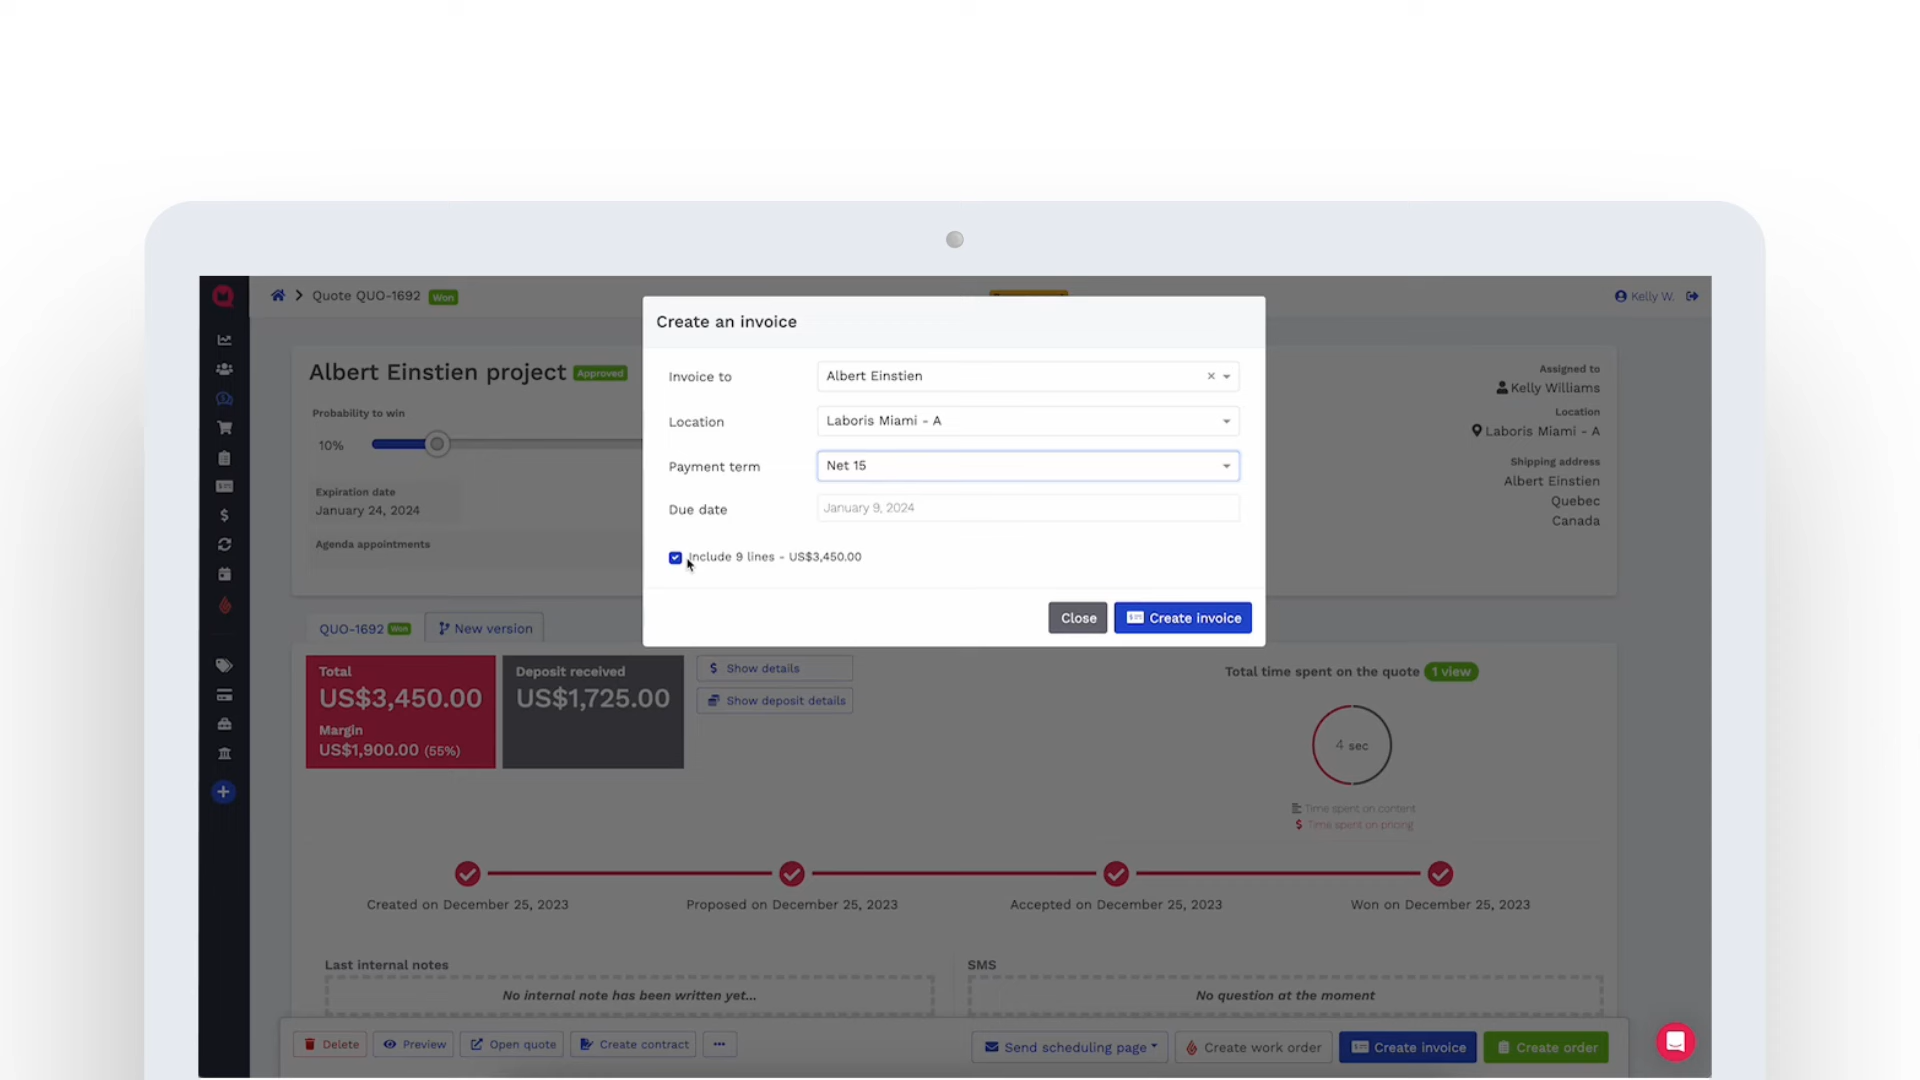 Quote QUO-1692 Won
Kelly W.
Create an invoice
Invoice to
Albert Einstien
Location
Laboris Miami - A
Payment term
Net 15
Due date
January 9, 2024
Include 9 lines - US$3,450.00
Close
Create invoice
Albert Einstien project Approved
Probability to win
10%
Expiration date
January 24, 2024
Agenda appointments
Assigned to
Kelly Williams
Location
Laboris Miami - A
Shipping address
Albert Einstien
Quebec
Canada
QUO-1692 Won
New version
Total
US$3,450.00
Margin
US$1,900.00 (55%)
Deposit received
US$1,725.00
Show details
Show deposit details
Total time spent on the quote 1 view
4 sec
Time spent on content
Time spent on pricing
Created on December 25, 2023
Proposed on December 25, 2023
Accepted on December 25, 2023
Won on December 25, 2023
Last internal notes
No internal note has been written yet...
SMS
No question at the moment
Delete
Preview
Open quote
Create contract
Send scheduling page
Create work order
Create invoice
Create order